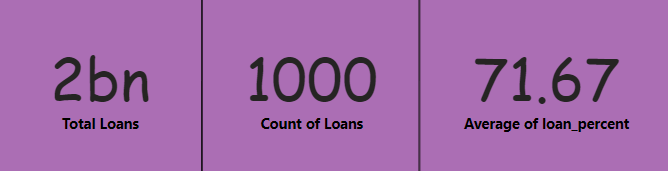 2bn
Total Loans
1000
Count of Loans
71.67
Average of loan_percent